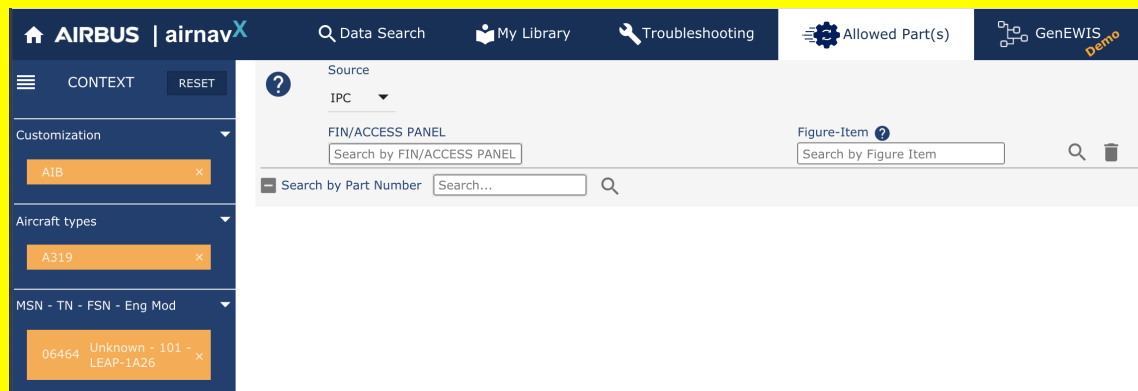 AIRBUS | airnavX
Data Search
My Library
Troubleshooting
Allowed Part(s)
GenEWIS
Demo
CONTEXT
RESET
Customization
AIB ×
Aircraft types
A319 ×
MSN - TN - FSN - Eng Mod
06464 Unknown - 101 -
LEAP-1A26 ×
?
Source
IPC
FIN/ACCESS PANEL
Search by FIN/ACCESS PANEL
Figure-Item ?
Search by Figure Item
Search by Part Number
Search...